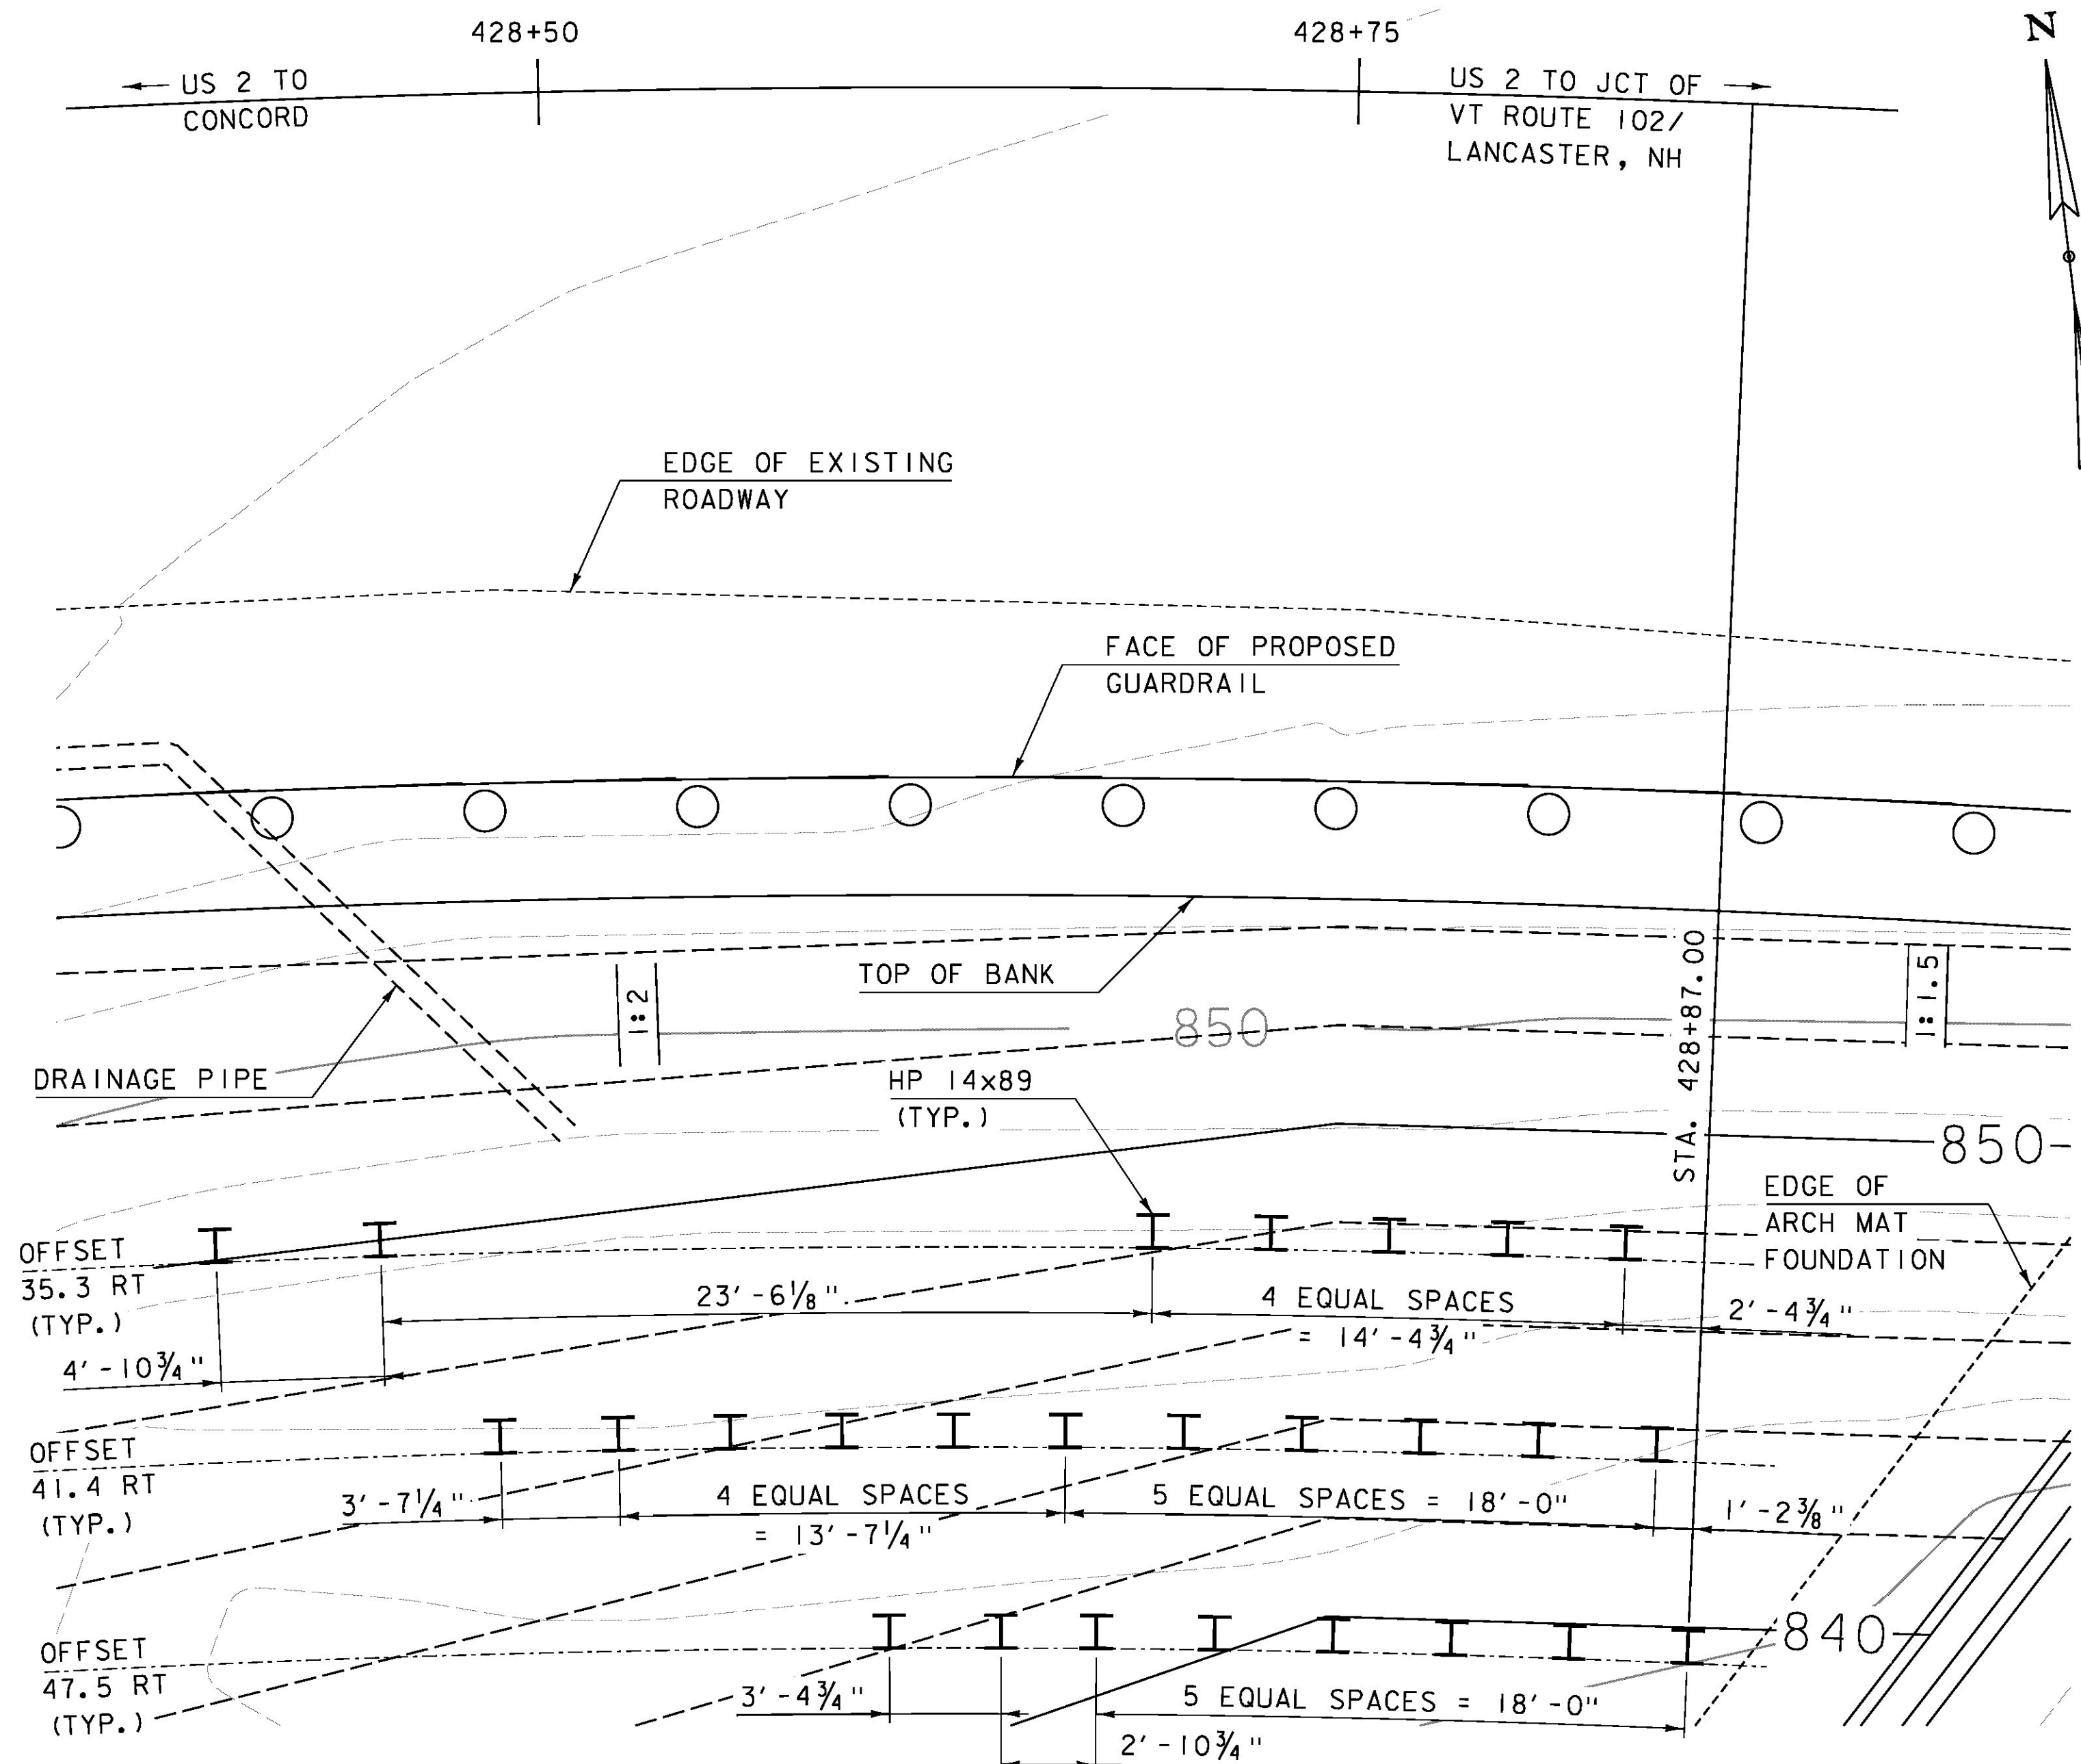 428+50
428+75
N
US 2 TO
CONCORD
US 2 TO JCT OF
VT ROUTE 102/
LANCASTER, NH
EDGE OF EXISTING
ROADWAY
FACE OF PROPOSED
GUARDRAIL
TOP OF BANK
1:2
1:1.5
850
STA. 428+87.00
DRAINAGE PIPE
HP 14x89
(TYP.)
850
EDGE OF
ARCH MAT
FOUNDATION
OFFSET
35.3 RT
(TYP.)
23'-6⅛"
4 EQUAL SPACES
= 14'-4¾"
2'-4¾"
4'-10¾"
OFFSET
41.4 RT
(TYP.)
3'-7¼"
4 EQUAL SPACES
= 13'-7¼"
5 EQUAL SPACES = 18'-0"
1'-2⅜"
OFFSET
47.5 RT
(TYP.)
840
3'-4¾"
5 EQUAL SPACES = 18'-0"
2'-10¾"